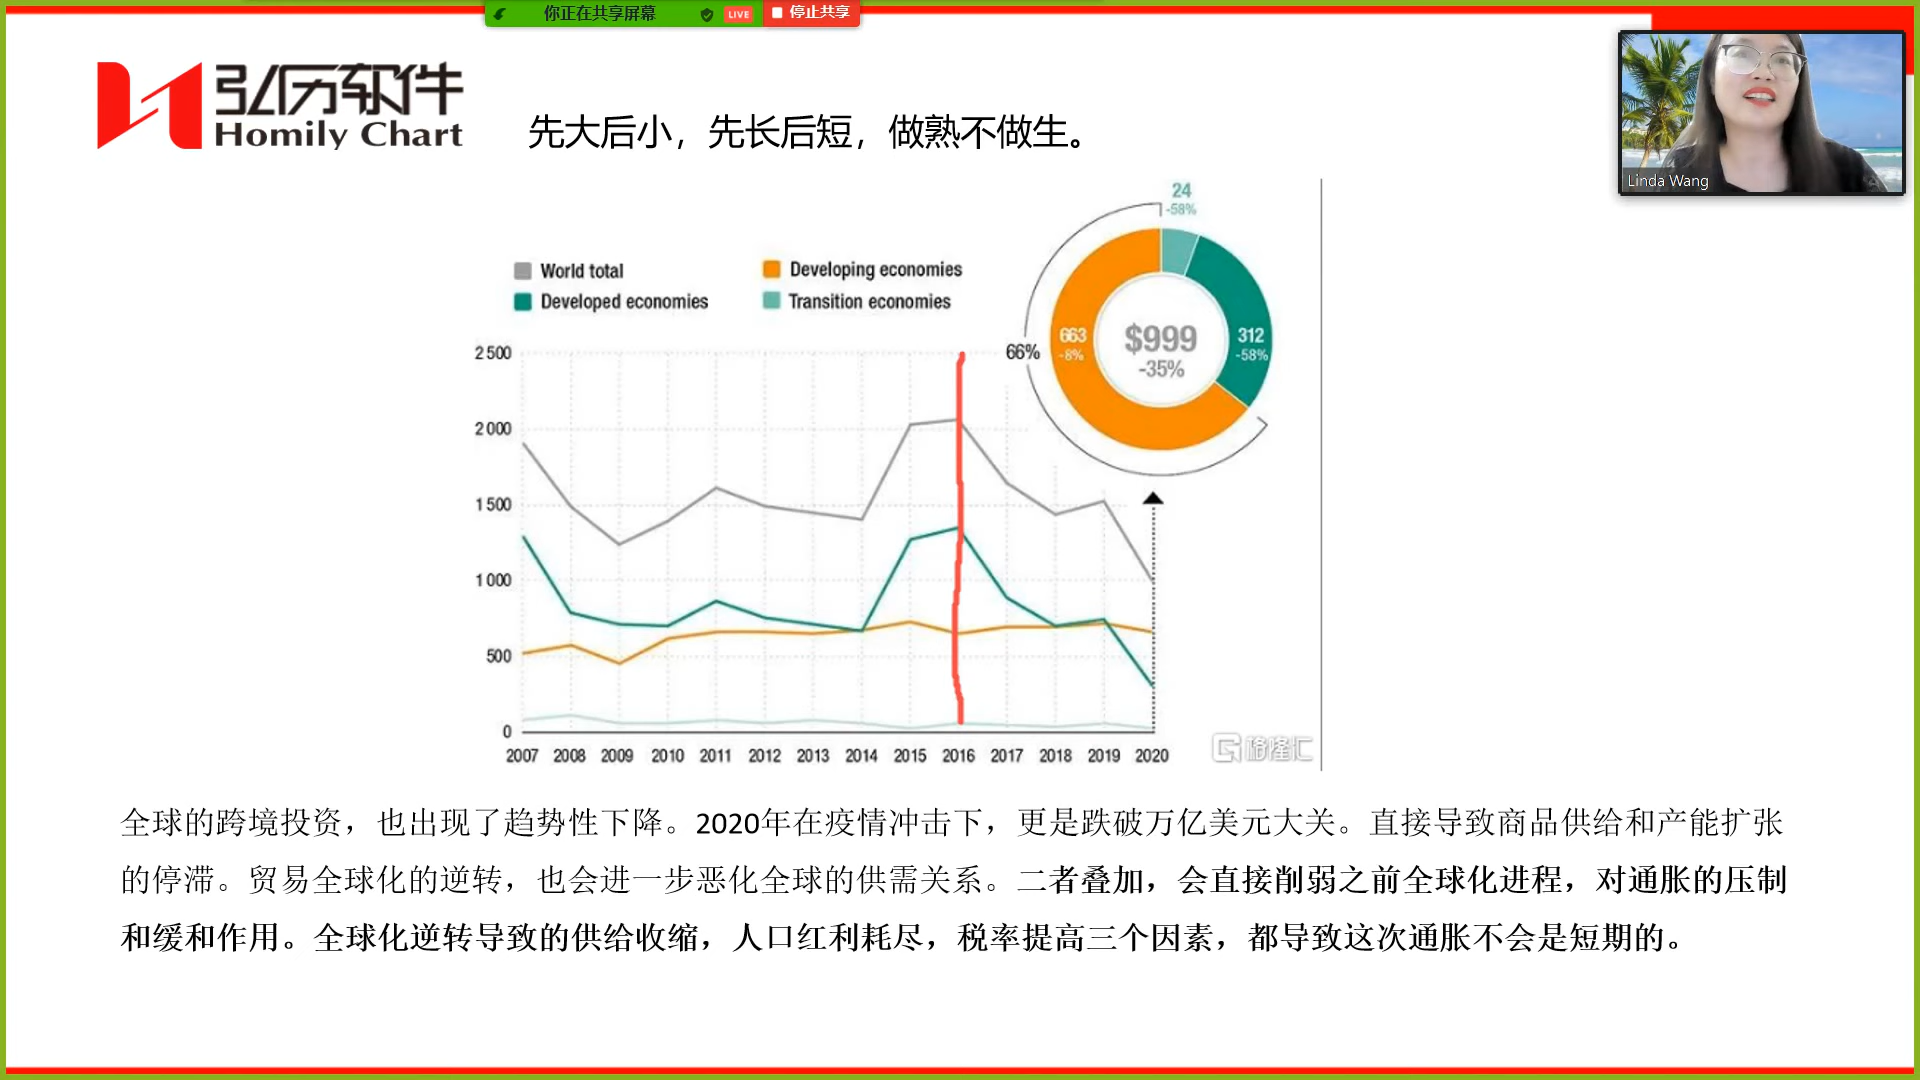 你正在共享屏幕 LIVE 停止共享
弘历软件
Homily Chart
先大后小，先长后短，做熟不做生。
Linda Wang
World total
Developing economies
Developed economies
Transition economies
24
-58%
663
-8%
312
-58%
$999
-35%
66%
2 500
2 000
1 500
1 000
500
0
2007 2008 2009 2010 2011 2012 2013 2014 2015 2016 2017 2018 2019 2020
格隆汇
全球的跨境投资，也出现了趋势性下降。2020年在疫情冲击下，更是跌破万亿美元大关。直接导致商品供给和产能扩张
的停滞。贸易全球化的逆转，也会进一步恶化全球的供需关系。二者叠加，会直接削弱之前全球化进程，对通胀的压制
和缓和作用。全球化逆转导致的供给收缩，人口红利耗尽，税率提高三个因素，都导致这次通胀不会是短期的。